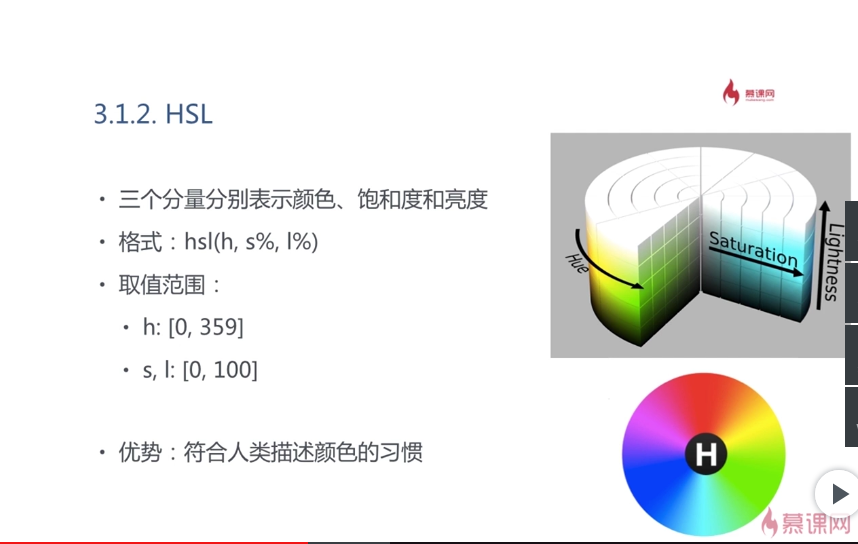 慕课网
3.1.2. HSL
• 三个分量分别表示颜色、饱和度和亮度
• 格式：hsl(h, s%, l%)
• 取值范围：
• h: [0, 359]
• s, l: [0, 100]
• 优势：符合人类描述颜色的习惯
Hue
Saturation
Lightness
H
慕课网